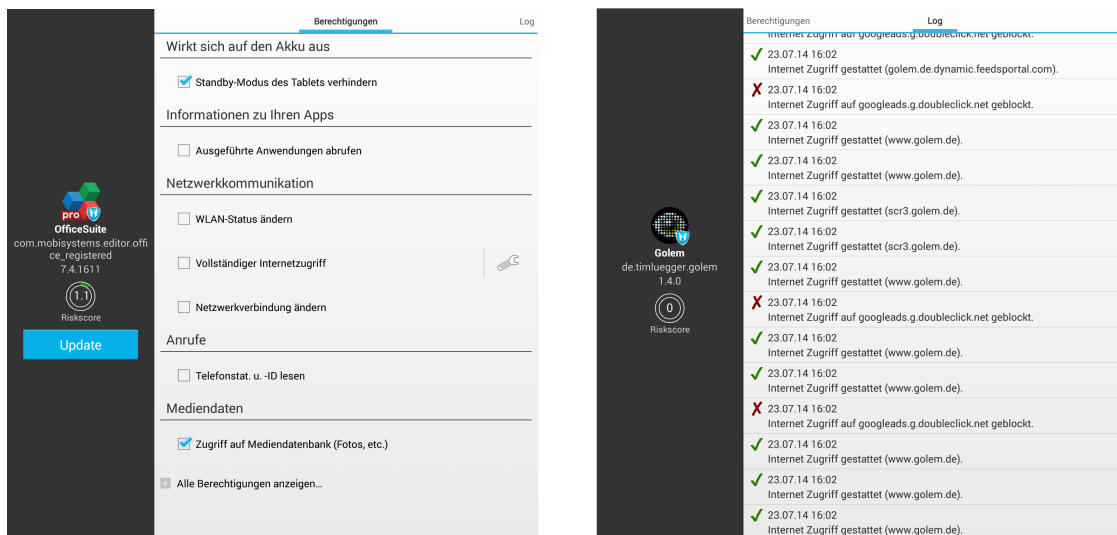 Berechtigungen
Log
Wirkt sich auf den Akku aus
Standby-Modus des Tablets verhindern
Informationen zu Ihren Apps
Ausgeführte Anwendungen abrufen
Netzwerkkommunikation
WLAN-Status ändern
Vollständiger Internetzugriff
Netzwerkverbindung ändern
Anrufe
Telefonstat. u. -ID lesen
Mediendaten
Zugriff auf Mediendatenbank (Fotos, etc.)
Alle Berechtigungen anzeigen...
pro
OfficeSuite
com.mobisystems.editor.offi
ce_registered
7.4.1611
1.1
Riskscore
Update
Berechtigungen
Log
Internet Zugriff auf googleads.g.doubleclick.net geblockt.
23.07.14 16:02
Internet Zugriff gestattet (golem.de.dynamic.feedsportal.com).
23.07.14 16:02
Internet Zugriff auf googleads.g.doubleclick.net geblockt.
23.07.14 16:02
Internet Zugriff gestattet (www.golem.de).
23.07.14 16:02
Internet Zugriff gestattet (www.golem.de).
23.07.14 16:02
Internet Zugriff gestattet (scr3.golem.de).
23.07.14 16:02
Internet Zugriff gestattet (scr3.golem.de).
23.07.14 16:02
Internet Zugriff gestattet (www.golem.de).
23.07.14 16:02
Internet Zugriff auf googleads.g.doubleclick.net geblockt.
23.07.14 16:02
Internet Zugriff gestattet (www.golem.de).
23.07.14 16:02
Internet Zugriff gestattet (www.golem.de).
23.07.14 16:02
Internet Zugriff auf googleads.g.doubleclick.net geblockt.
23.07.14 16:02
Internet Zugriff gestattet (www.golem.de).
23.07.14 16:02
Internet Zugriff gestattet (www.golem.de).
23.07.14 16:02
Internet Zugriff gestattet (www.golem.de).
Golem
de.timluegger.golem
1.4.0
0
Riskscore